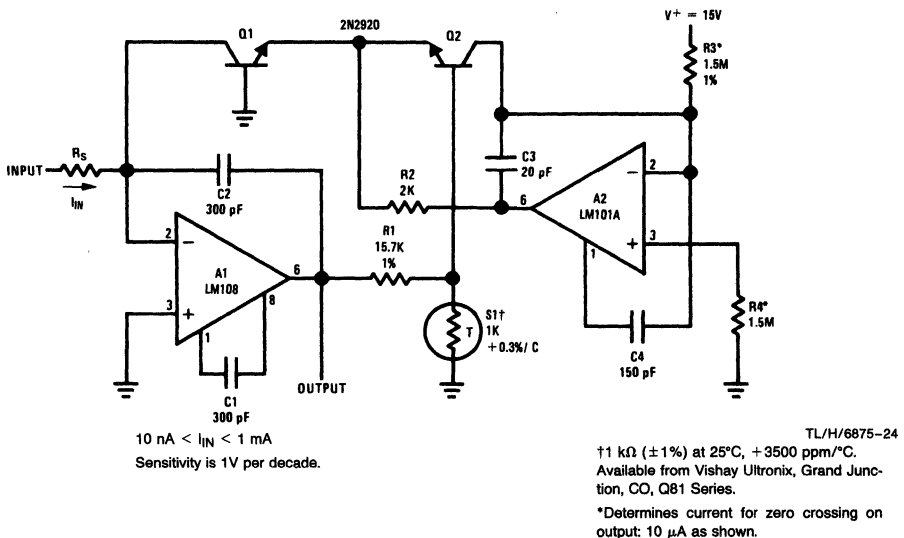 V+ = 15V
2N2920
Q1
Q2
R3*
1.5M
1%
INPUT
RS
IIN
C2
300 pF
C3
20 pF
R2
2K
R1
15.7K
1%
2
3
6
8
1
A1
LM108
-
+
6
2
3
1
A2
LM101A
-
+
S1†
1K
+0.3%/ C
T
R4*
1.5M
C4
150 pF
C1
300 pF
OUTPUT
10 nA < IIN < 1 mA
Sensitivity is 1V per decade.
TL/H/6875–24
†1 kΩ (±1%) at 25°C, +3500 ppm/°C.
Available from Vishay Ultronix, Grand Junc-
tion, CO, Q81 Series.
*Determines current for zero crossing on
output: 10 μA as shown.